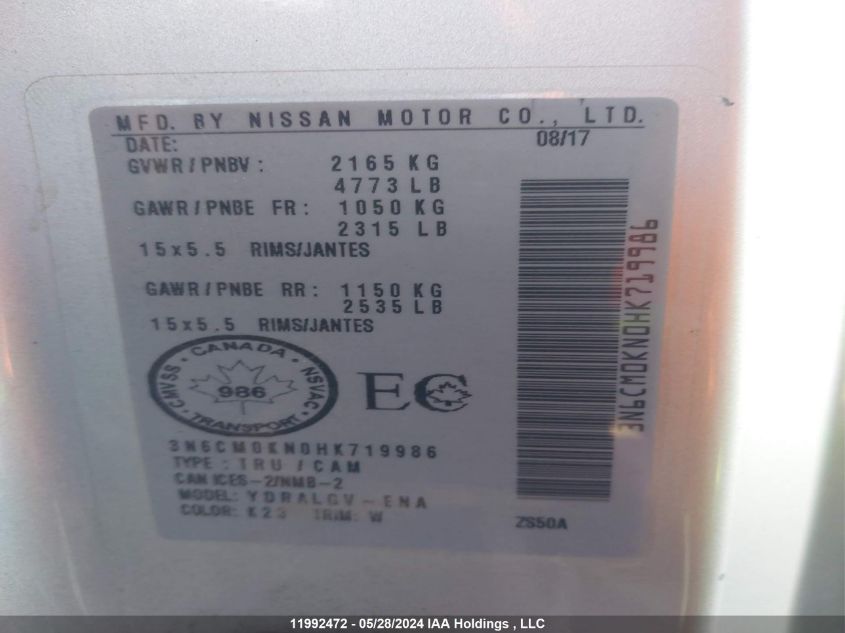 MFD. BY NISSAN MOTOR CO., LTD.
DATE: 08/17
GVWR/PNBV: 2165 KG
4773 LB
GAWR/PNBE FR: 1050 KG
2315 LB
15x5.5 RIMS/JANTES
GAWR/PNBE RR: 1150 KG
2535 LB
15x5.5 RIMS/JANTES
CANADA
CMVSS
986
NSVAC
TRANSPORT
EC
3N6CM0KN0HK719986
TYPE: TRU/CAM
CAN ICES-2/NMB-2
MODEL: YDRALGV-ENA
COLOR: K23 TRIM: W
ZS50A
3N6CM0KN0HK719986
11992472 - 05/28/2024 IAA Holdings , LLC